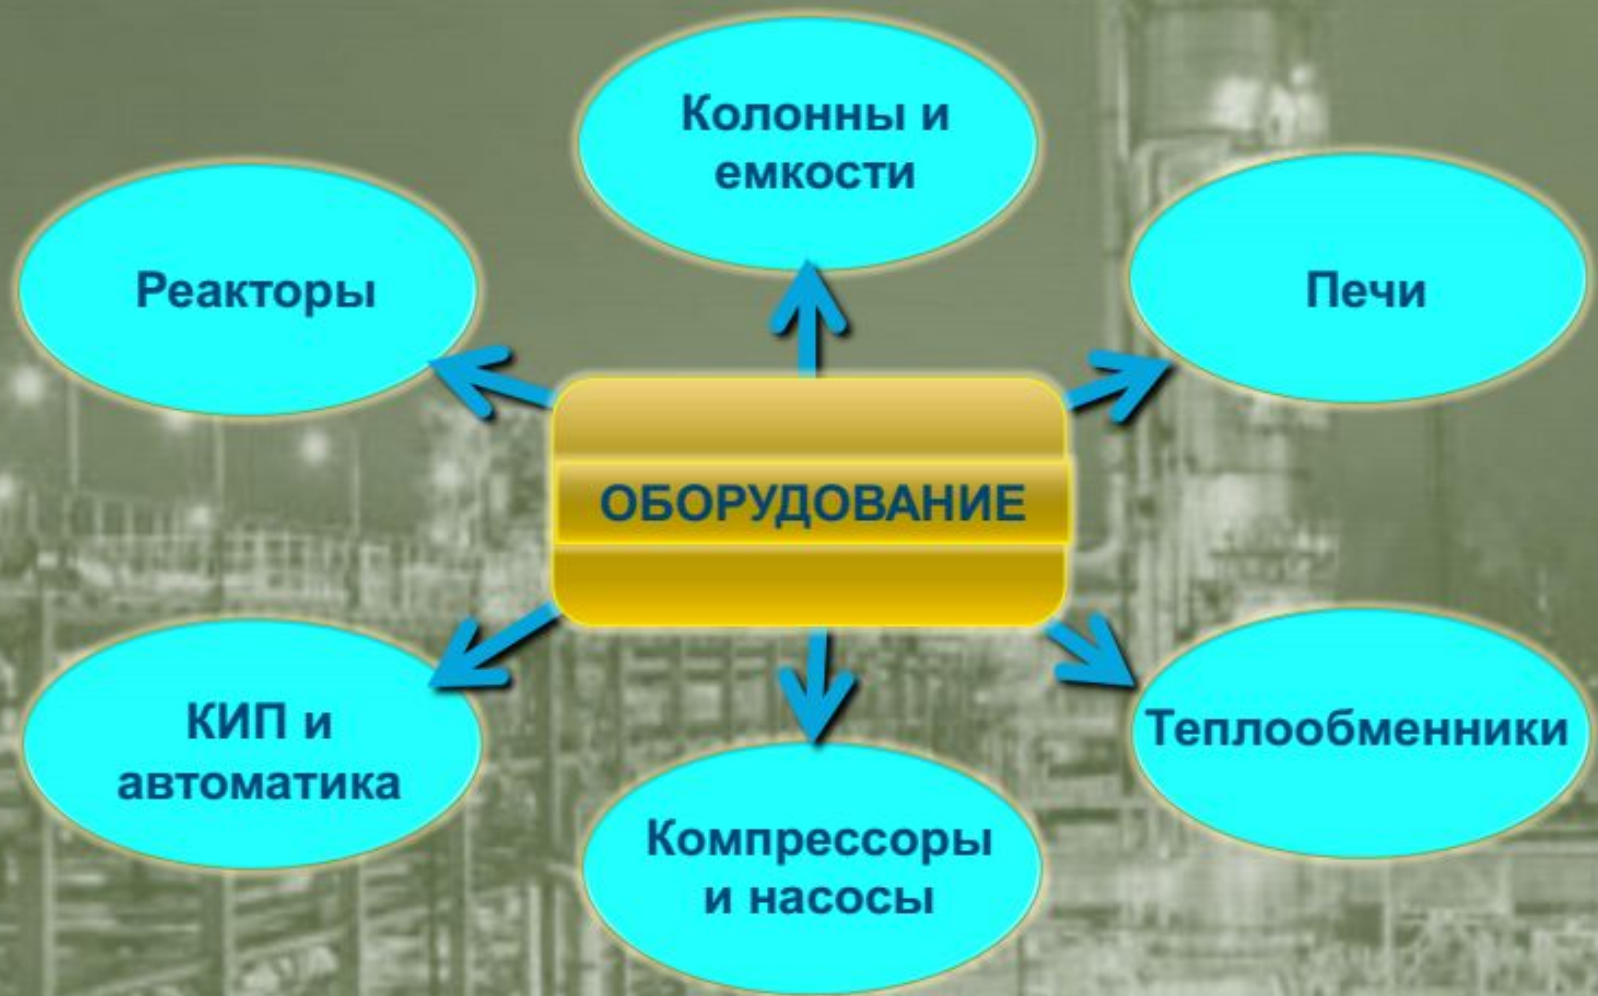 Колонны и
емкости
Реакторы
Печи
ОБОРУДОВАНИЕ
КИП и
автоматика
Теплообменники
Компрессоры
и насосы